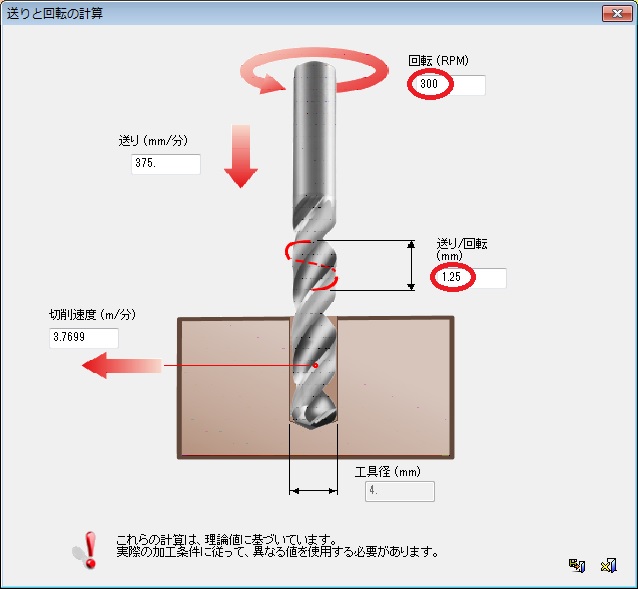 送りと回転の計算
回転 (RPM)
300
送り (mm/分)
375.
送り/回転
(mm)
1.25
切削速度 (m/分)
3.7699
工具径 (mm)
4.
これらの計算は、理論値に基づいています。
実際の加工条件に従って、異なる値を使用する必要があります。